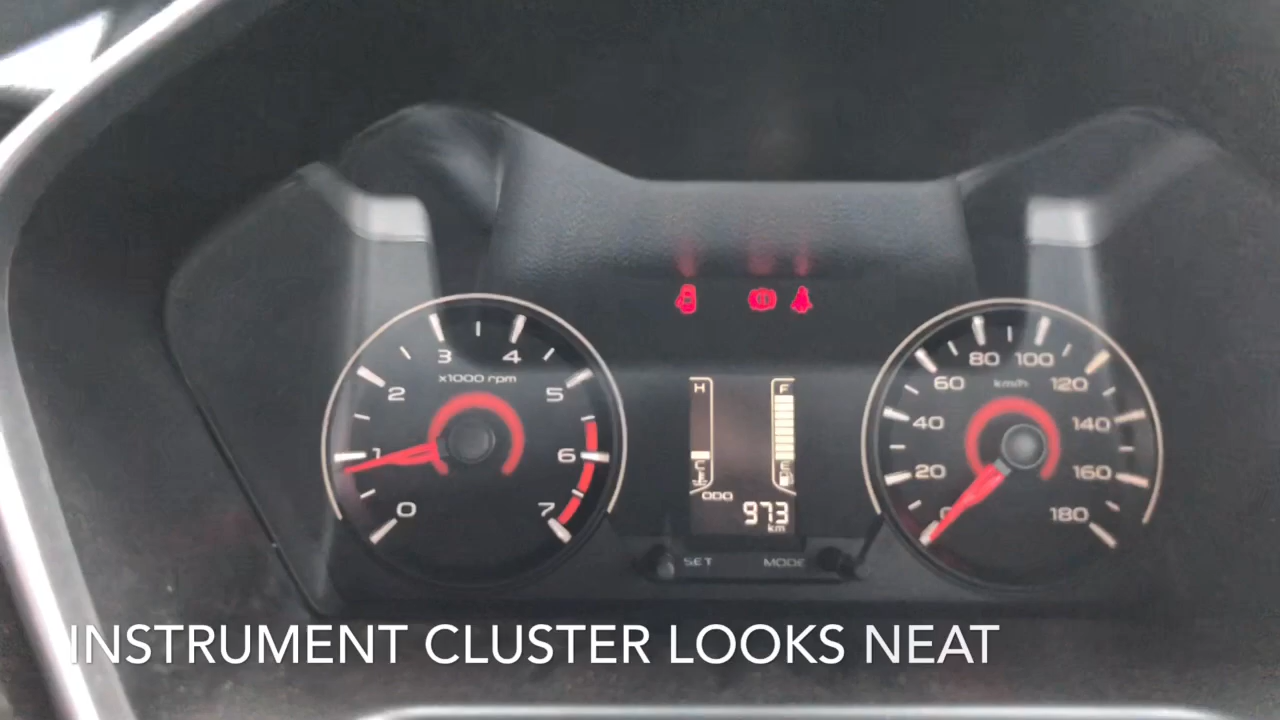 3 4
x1000 rpm
2 5
1 6
0 7
H F
C E
ODO
973
km
SET MODE
80 100
60 km/h 120
40 140
20 160
0 180
INSTRUMENT CLUSTER LOOKS NEAT